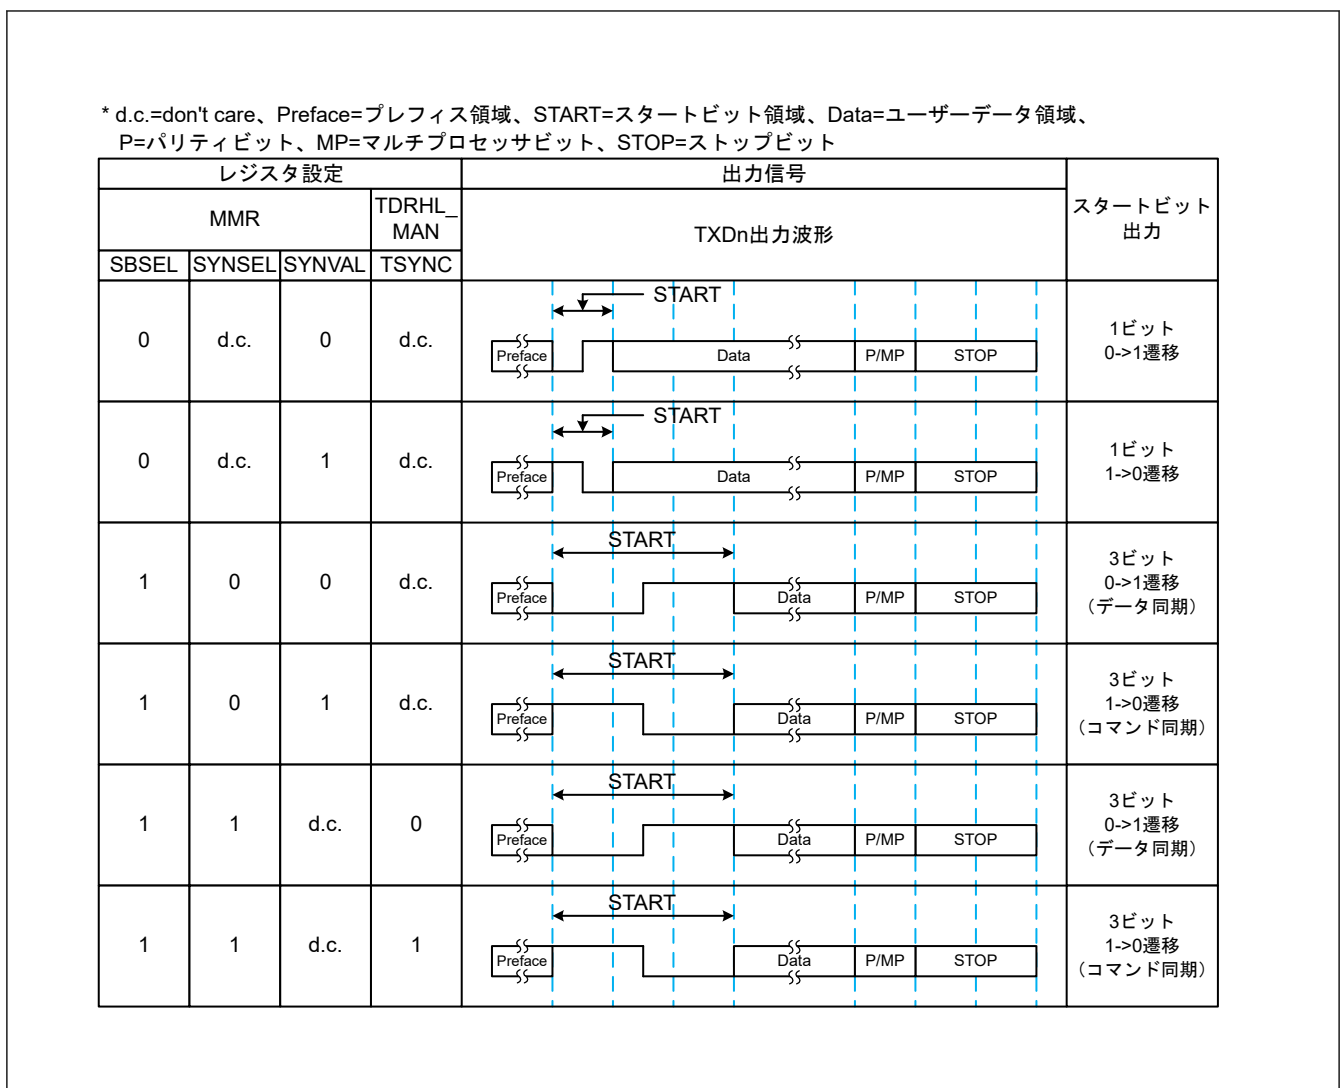 * d.c.=don't care、Preface=プレフィス領域、START=スタートビット領域、Data=ユーザーデータ領域、
P=パリティビット、MP=マルチプロセッサビット、STOP=ストップビット
レジスタ設定 出力信号 スタートビット出力
MMR TDRHL_MAN TXDn出力波形
SBSEL SYNSEL SYNVAL TSYNC
START
0 d.c. 0 d.c. Preface Data P/MP STOP 1ビット 0->1遷移
START
0 d.c. 1 d.c. Preface Data P/MP STOP 1ビット 1->0遷移
START
1 0 0 d.c. Preface Data P/MP STOP 3ビット 0->1遷移 （データ同期）
START
1 0 1 d.c. Preface Data P/MP STOP 3ビット 1->0遷移 （コマンド同期）
START
1 1 d.c. 0 Preface Data P/MP STOP 3ビット 0->1遷移 （データ同期）
START
1 1 d.c. 1 Preface Data P/MP STOP 3ビット 1->0遷移 （コマンド同期）